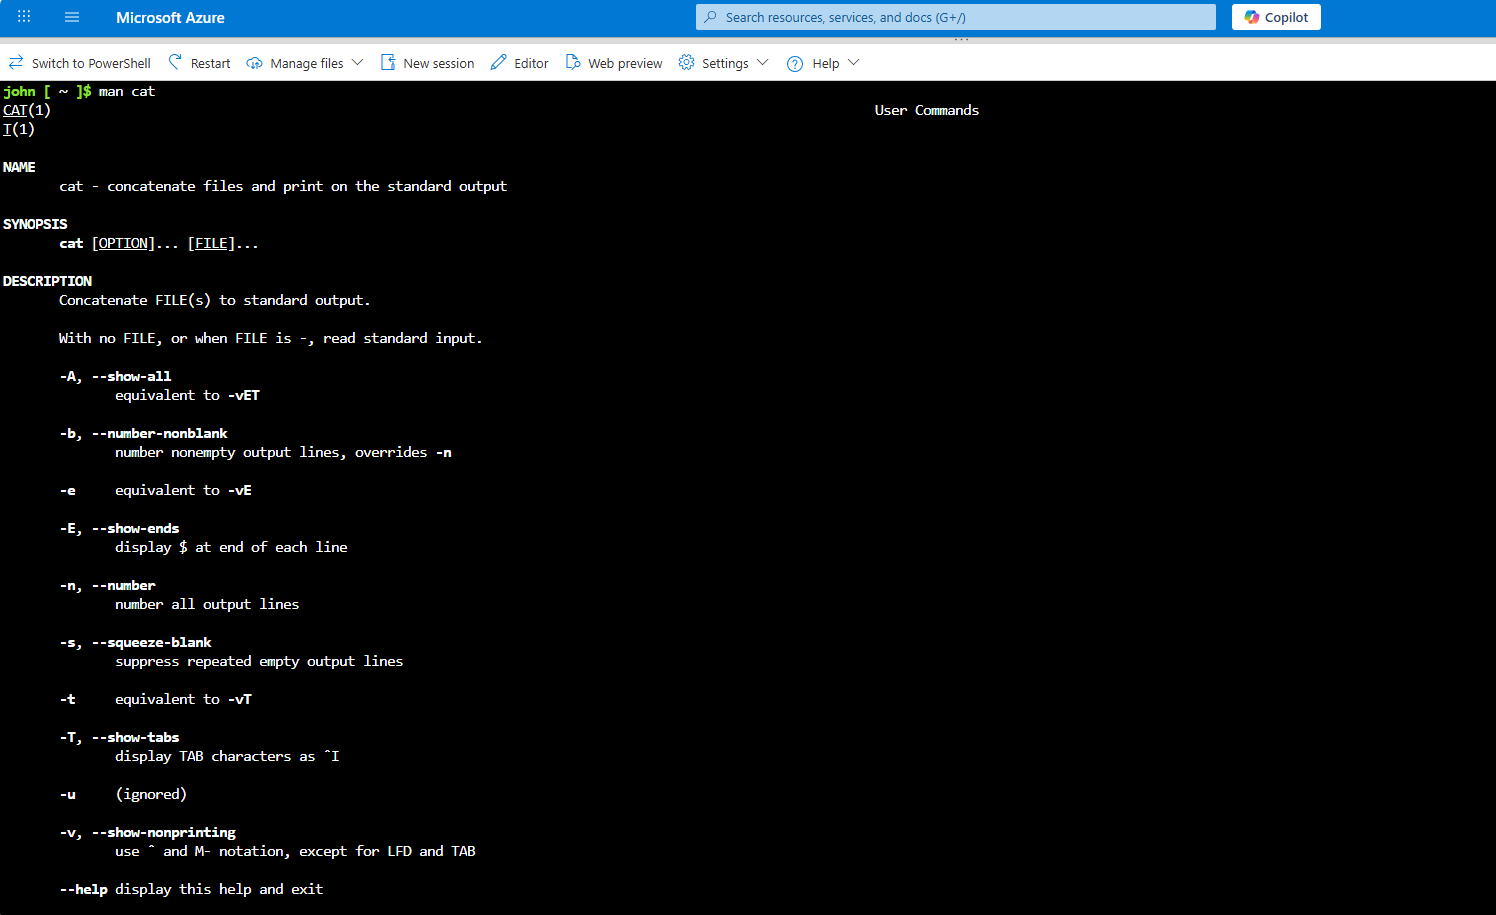 Microsoft Azure
Search resources, services, and docs (G+/)
Copilot
Switch to PowerShell Restart Manage files New session Editor Web preview Settings Help
john [ ~ ]$ man cat
CAT(1) User Commands
T(1)
NAME
cat - concatenate files and print on the standard output
SYNOPSIS
cat [OPTION]... [FILE]...
DESCRIPTION
Concatenate FILE(s) to standard output.
With no FILE, or when FILE is -, read standard input.
-A, --show-all
equivalent to -vET
-b, --number-nonblank
number nonempty output lines, overrides -n
-e equivalent to -vE
-E, --show-ends
display $ at end of each line
-n, --number
number all output lines
-s, --squeeze-blank
suppress repeated empty output lines
-t equivalent to -vT
-T, --show-tabs
display TAB characters as ^I
-u (ignored)
-v, --show-nonprinting
use ^ and M- notation, except for LFD and TAB
--help display this help and exit